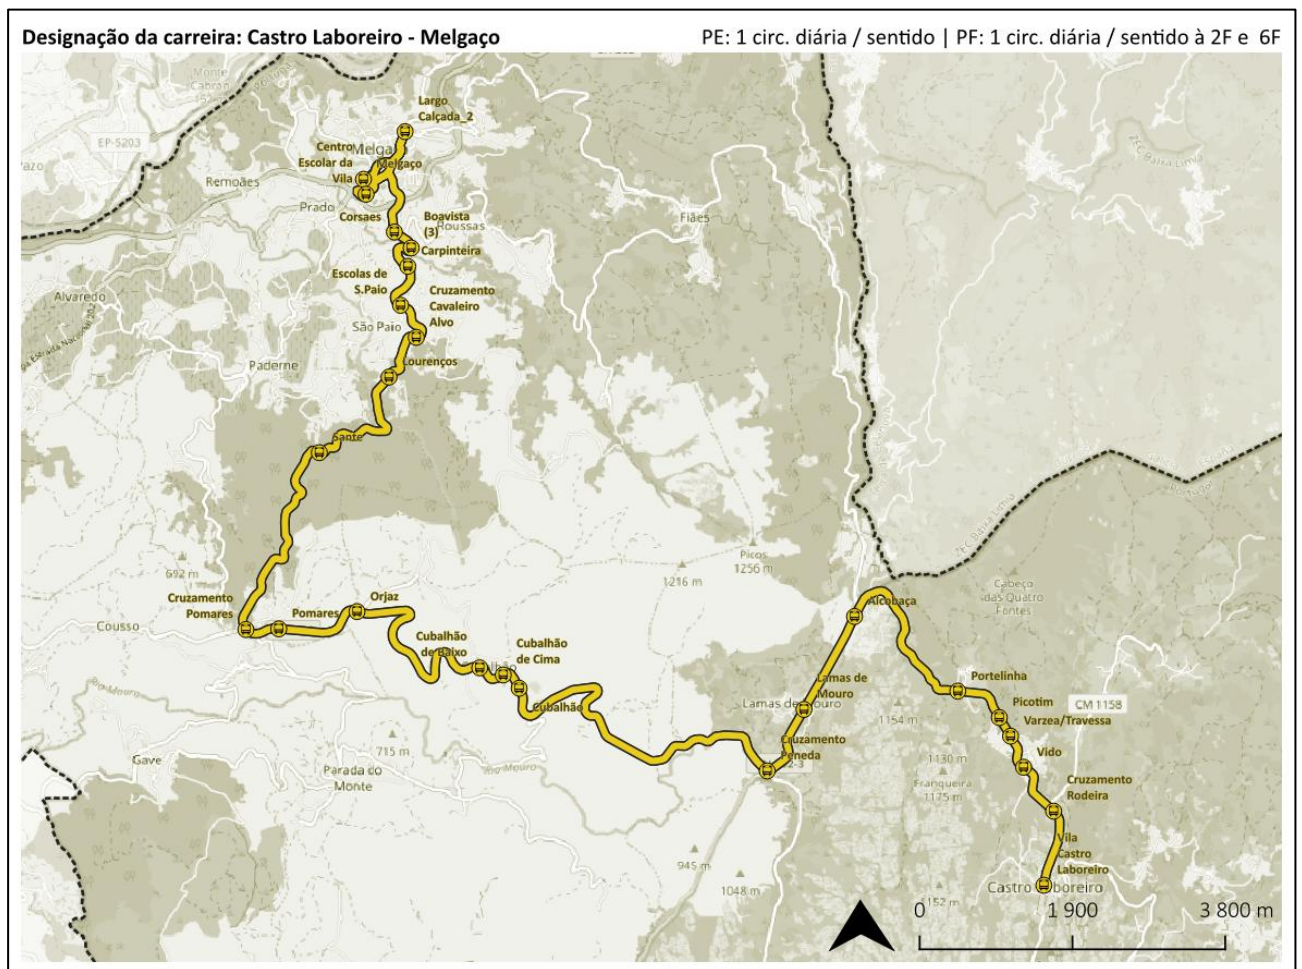 Designação da carreira: Castro Laboreiro - Melgaço
PE: 1 circ. diária / sentido | PF: 1 circ. diária / sentido à 2F e 6F
Largo
Calçada_2
EP-5203
Centro
Escolar da
Vila
Melgaço
Remoães
Prado
Corsaes
Boavista
(3)
Roussas
Fiães
Carpinteira
Escolas de
S.Paio
Cruzamento
Cavaleiro
Alvo
Alvaredo
São Paio
Paderne
Lourenços
Sante
692 m
Picos
1256 m
1216 m
Cabeço
das Quatro
Fontes
Cruzamento
Pomares
Cousso
Pomares
Orjaz
Alcobaça
Cubalhão
de Baixo
Cubalhão
de Cima
Cubalhão
Rio Mouro
Lamas de
Mouro
Lamas de Mouro
Portelinha
Picotim
Varzea/Travessa
CM 1158
1154 m
Cruzamento
Peneda
Vido
715 m
Gave
Parada do
Monte
Rio Mouro
1130 m
Franqueira
1175 m
Cruzamento
Rodeira
Vila
Castro
Laboreiro
945 m
1048 m
Castro Laboreiro
1152 m
0
1 900
3 800 m